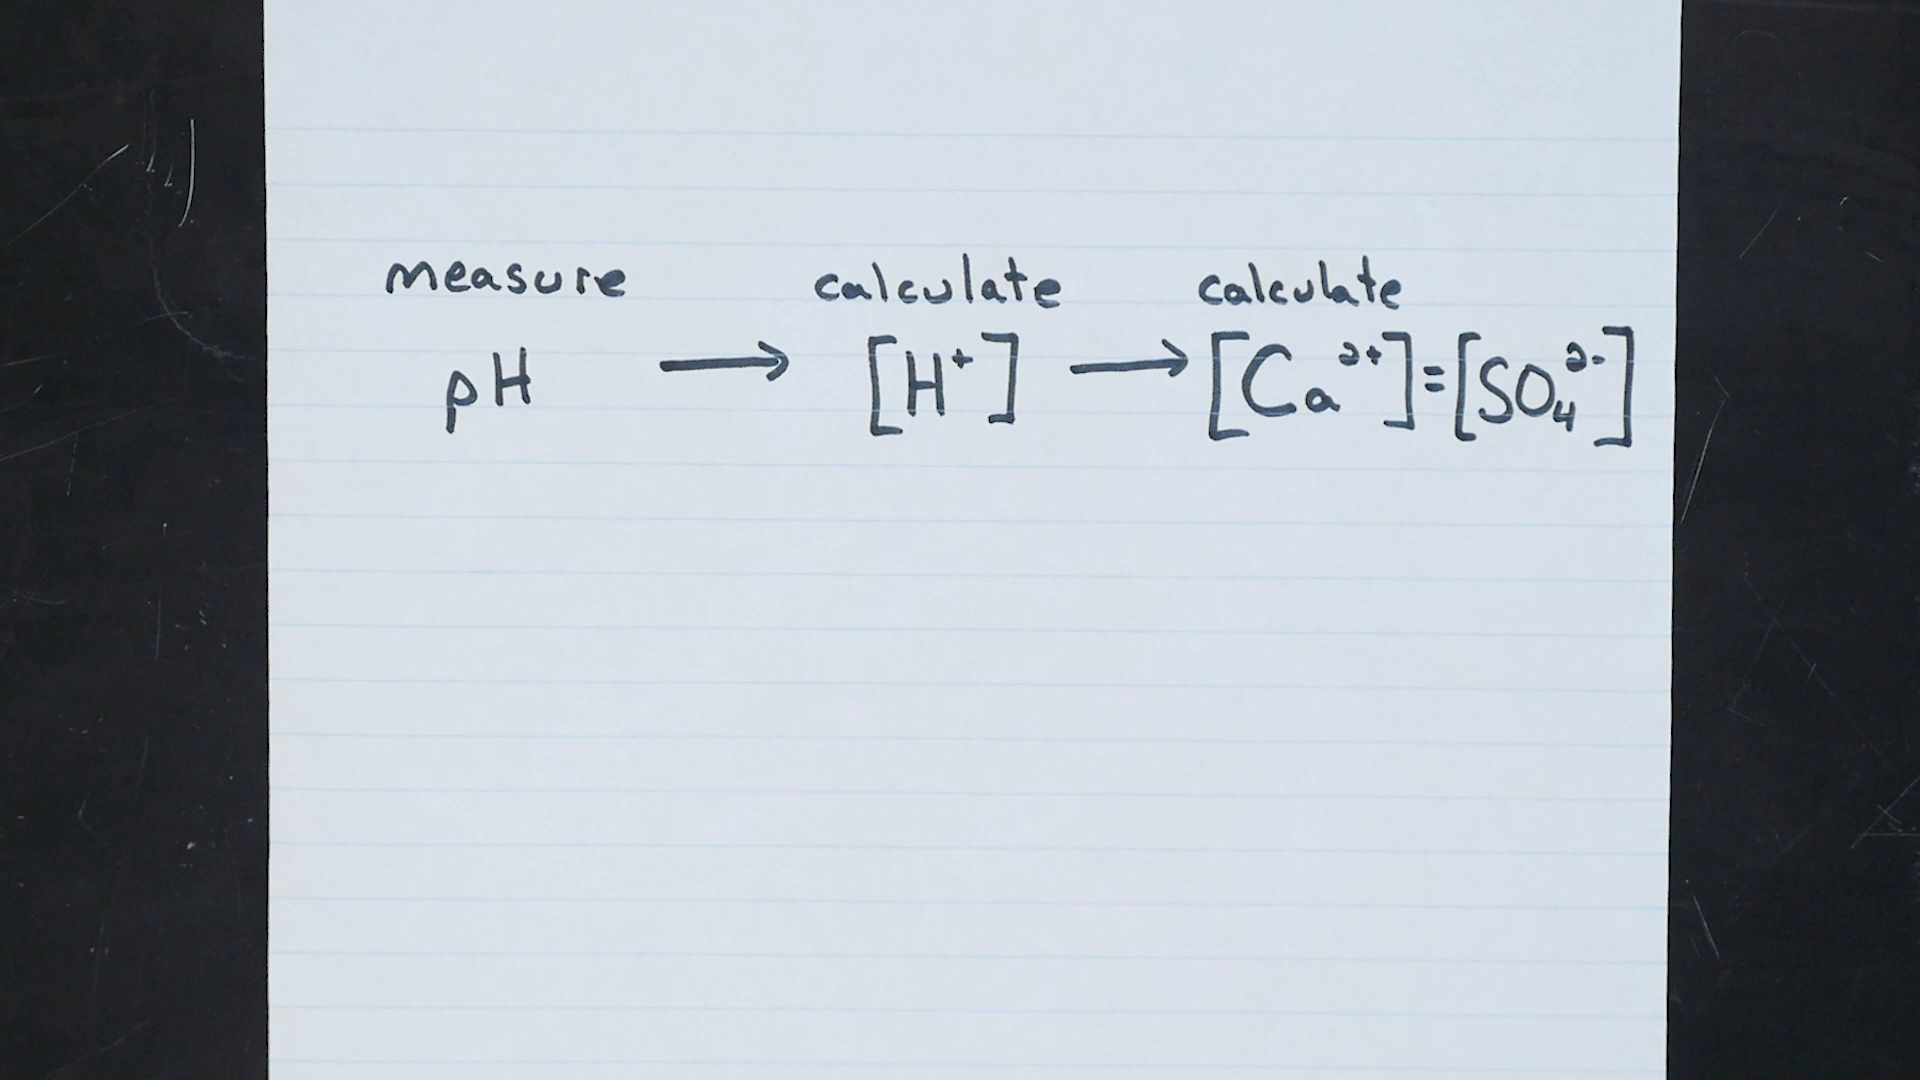 measure calculate calculate
pH → [H⁺] → [Ca²⁺]=[SO₄²⁻]